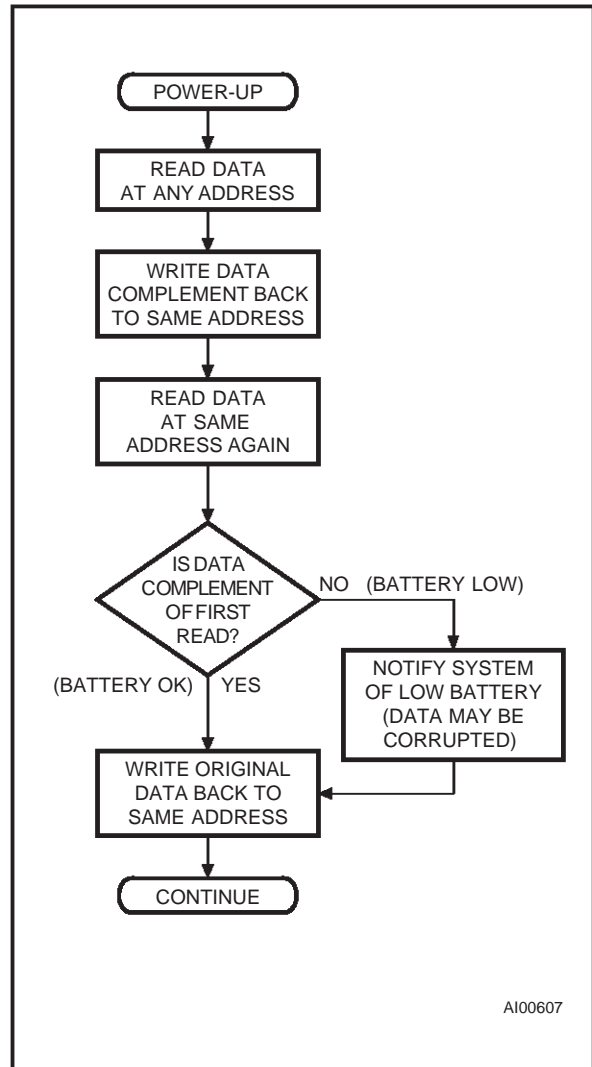 POWER-UP
READ DATA
AT ANY ADDRESS
WRITE DATA
COMPLEMENT BACK
TO SAME ADDRESS
READ DATA
AT SAME
ADDRESS AGAIN
IS DATA
COMPLEMENT
OF FIRST
READ?
NO (BATTERY LOW)
(BATTERY OK) YES
NOTIFY SYSTEM
OF LOW BATTERY
(DATA MAY BE
CORRUPTED)
WRITE ORIGINAL
DATA BACK TO
SAME ADDRESS
CONTINUE
AI00607